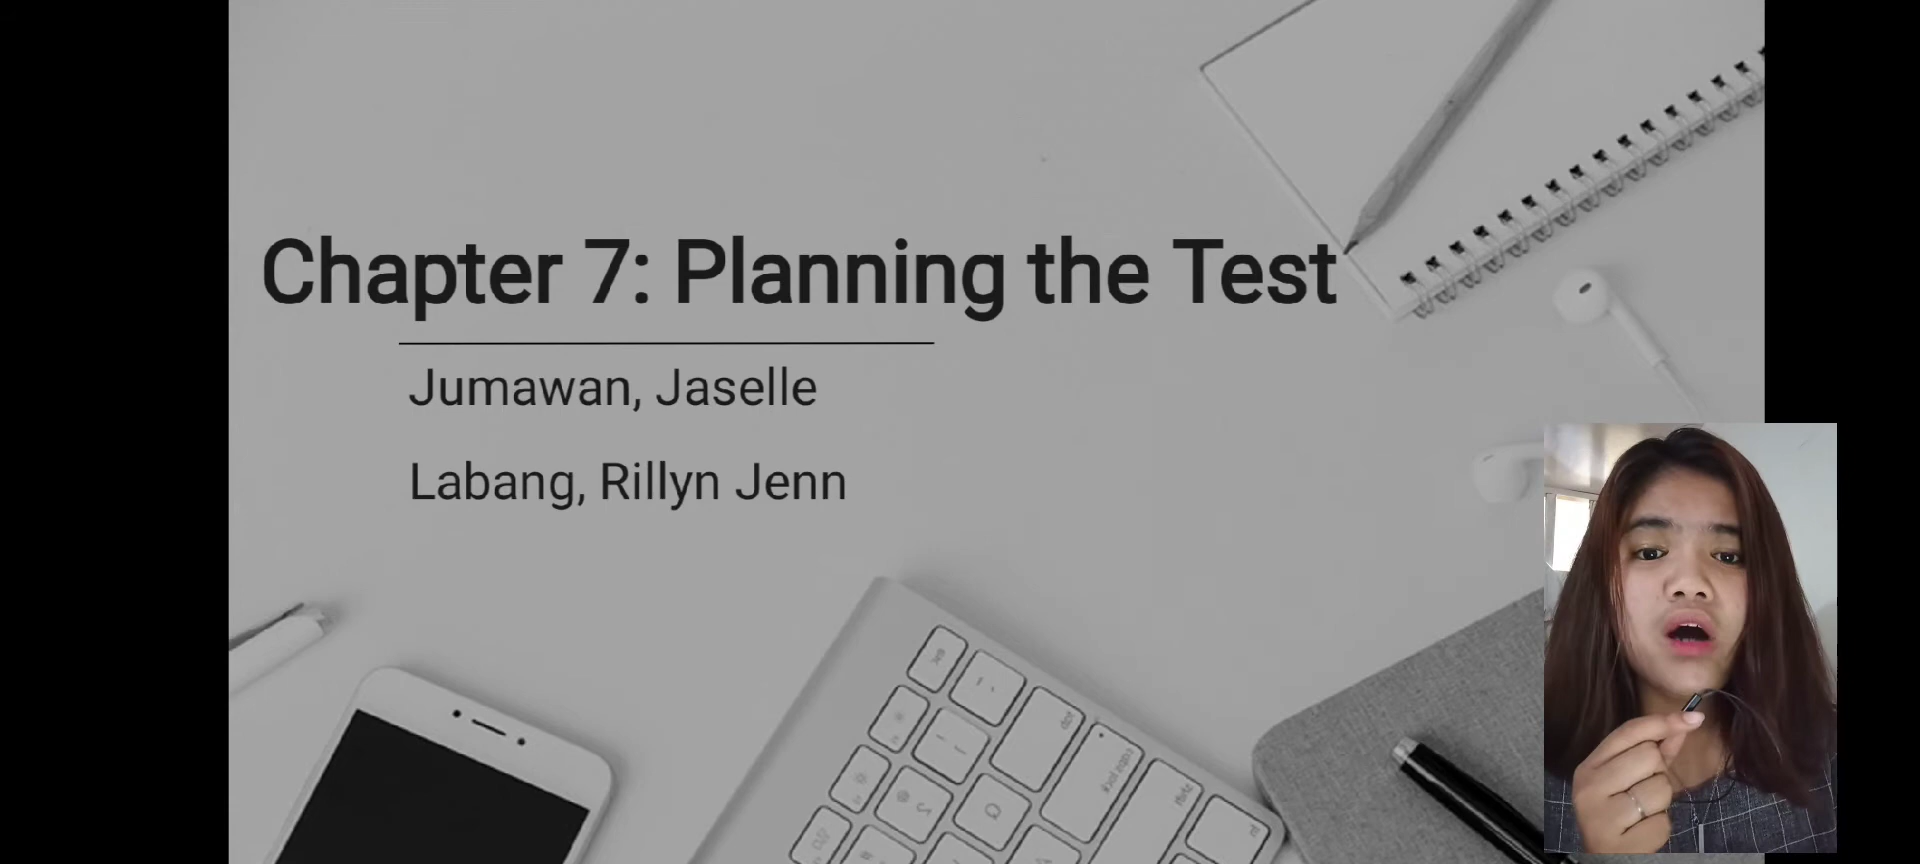 Chapter 7: Planning the Test
Jumawan, Jaselle
Labang, Rillyn Jenn